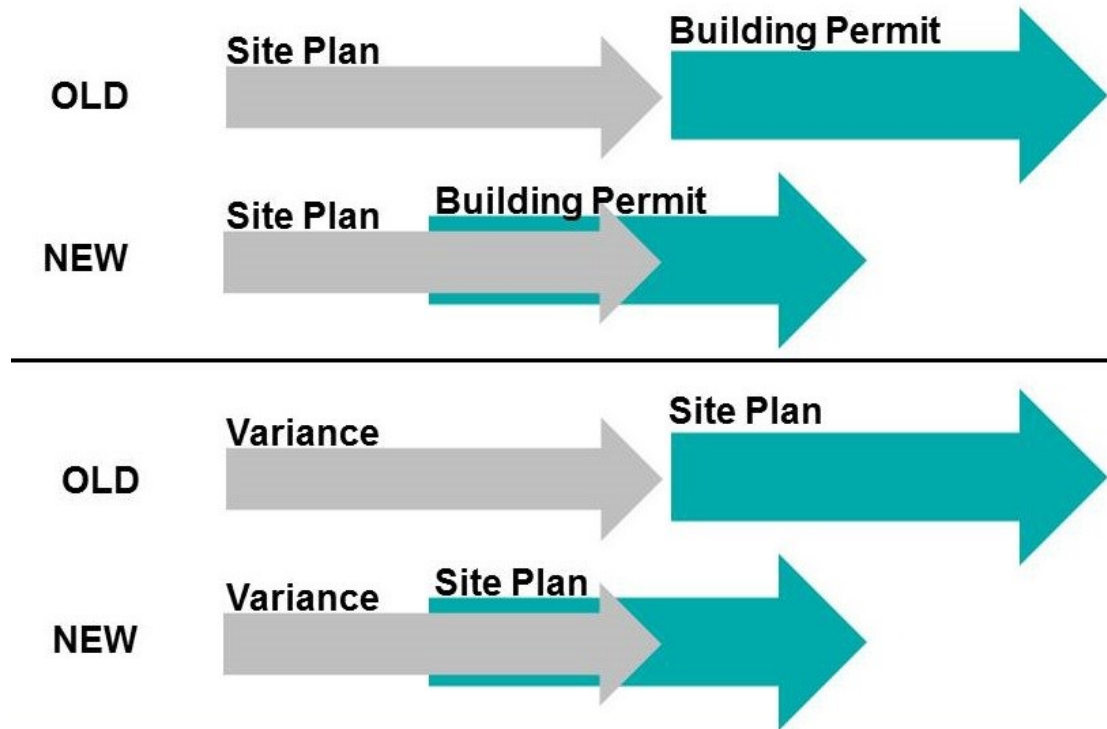 Site Plan
Building Permit
OLD
Site Plan
Building Permit
NEW
Variance
Site Plan
OLD
Variance
Site Plan
NEW